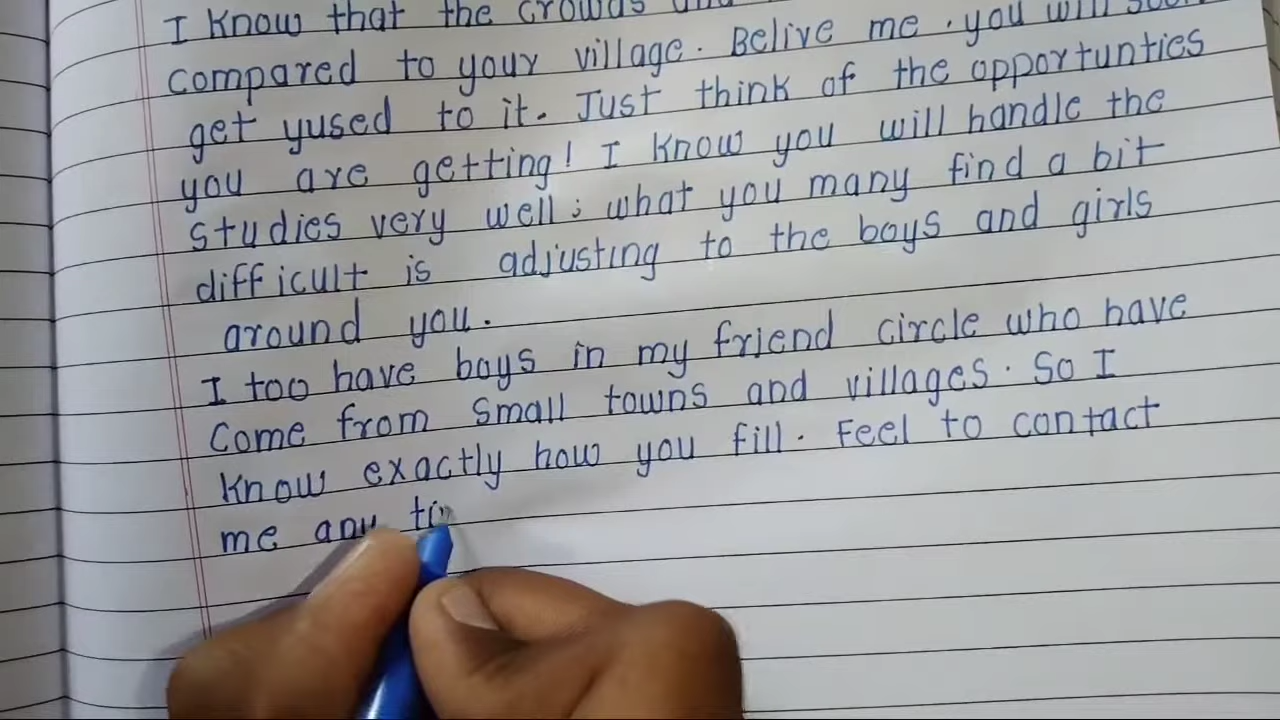 I know that the crowds
compared to your village. Belive me, you will soon
get yused to it. Just think of the opportunties
you are getting! I know you will handle the
studies very well; what you many find a bit
difficult is adjusting to the boys and girls
around you.
I too have boys in my friend circle who have
come from small towns and villages. So I
know exactly how you fill. Feel to contact
me any